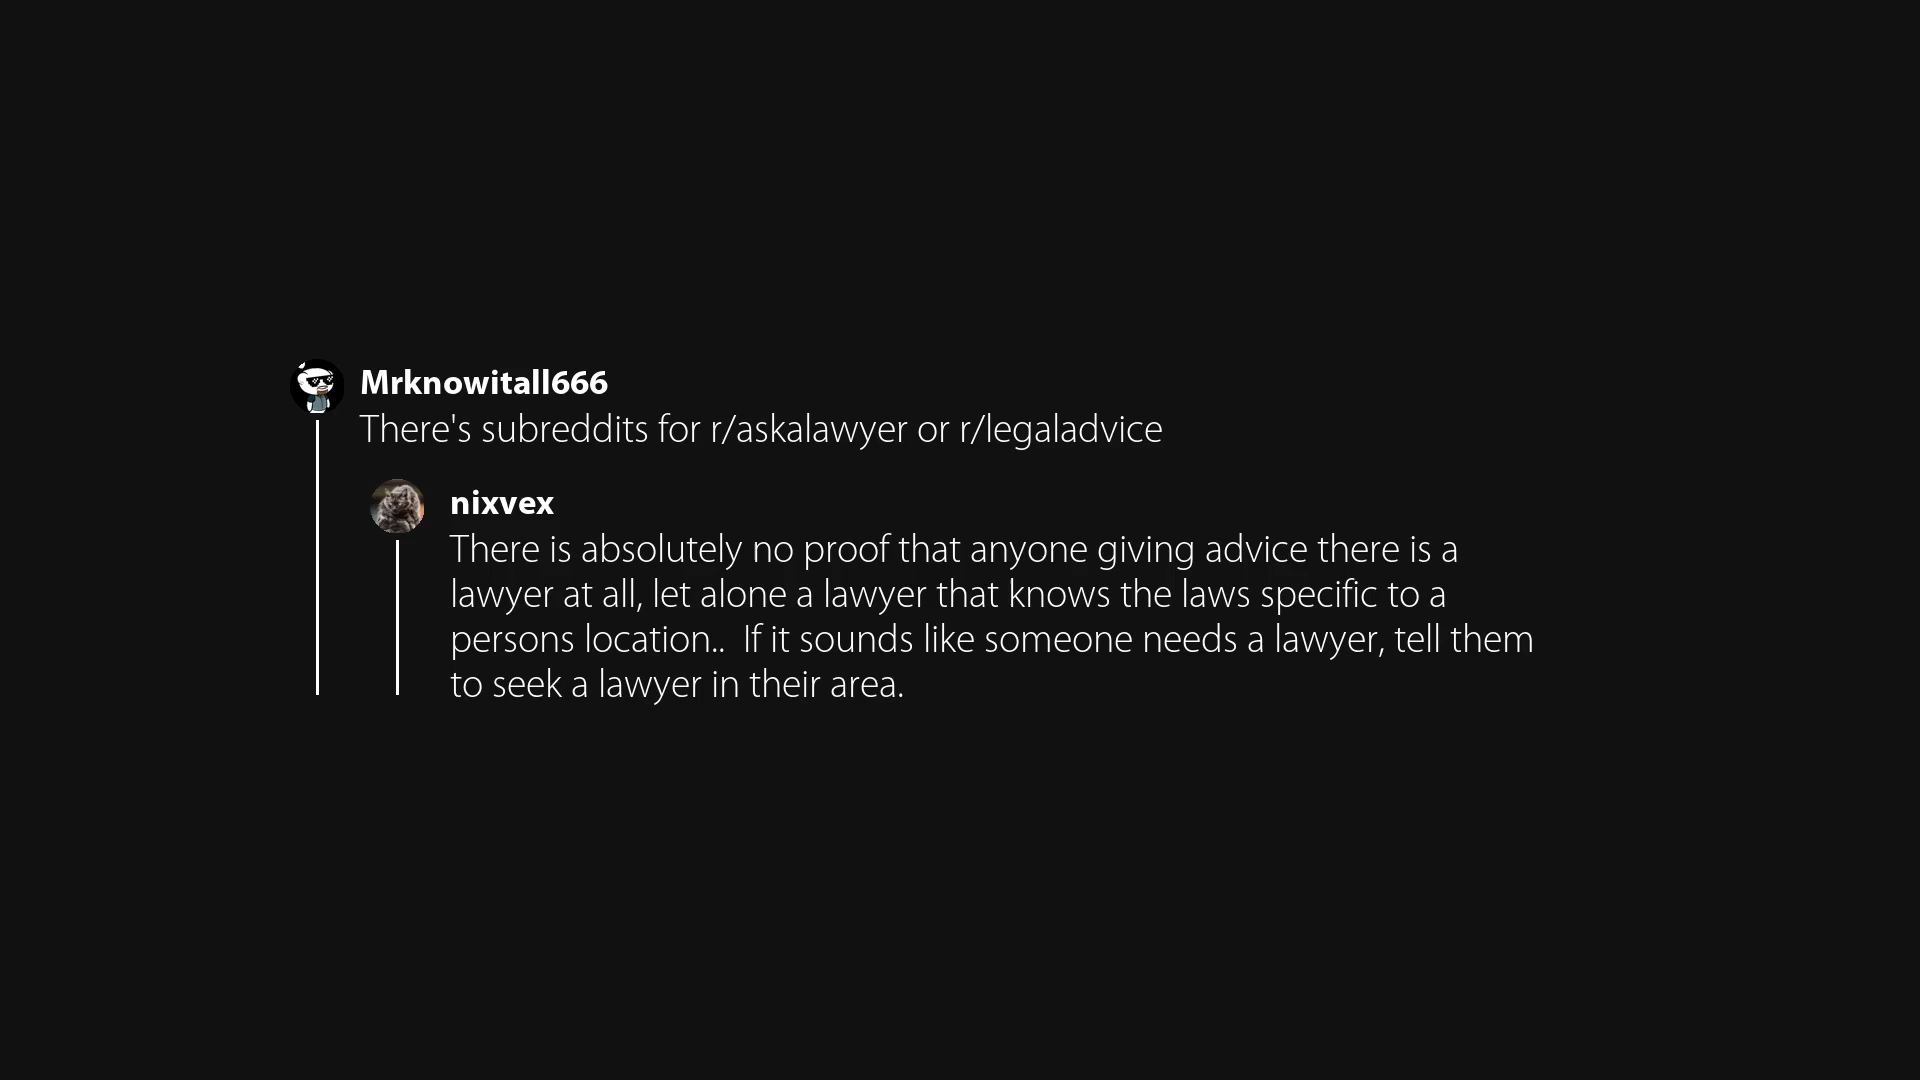 Mrknowitall666
There's subreddits for r/askalawyer or r/legaladvice
nixvex
There is absolutely no proof that anyone giving advice there is a
lawyer at all, let alone a lawyer that knows the laws specific to a
persons location..  If it sounds like someone needs a lawyer, tell them
to seek a lawyer in their area.